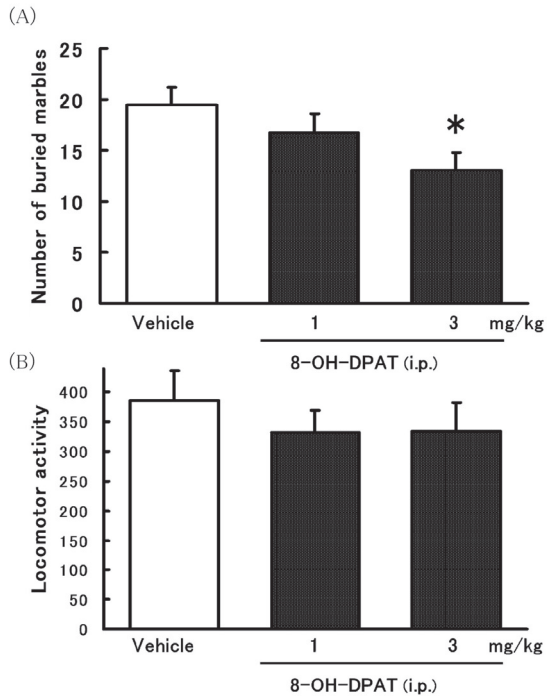 (A)
Number of buried marbles
25
20
15
10
5
0
*
Vehicle 1 3 mg/kg
8-OH-DPAT (i.p.)
(B)
Locomotor activity
400
350
300
250
200
150
100
50
0
Vehicle 1 3 mg/kg
8-OH-DPAT (i.p.)